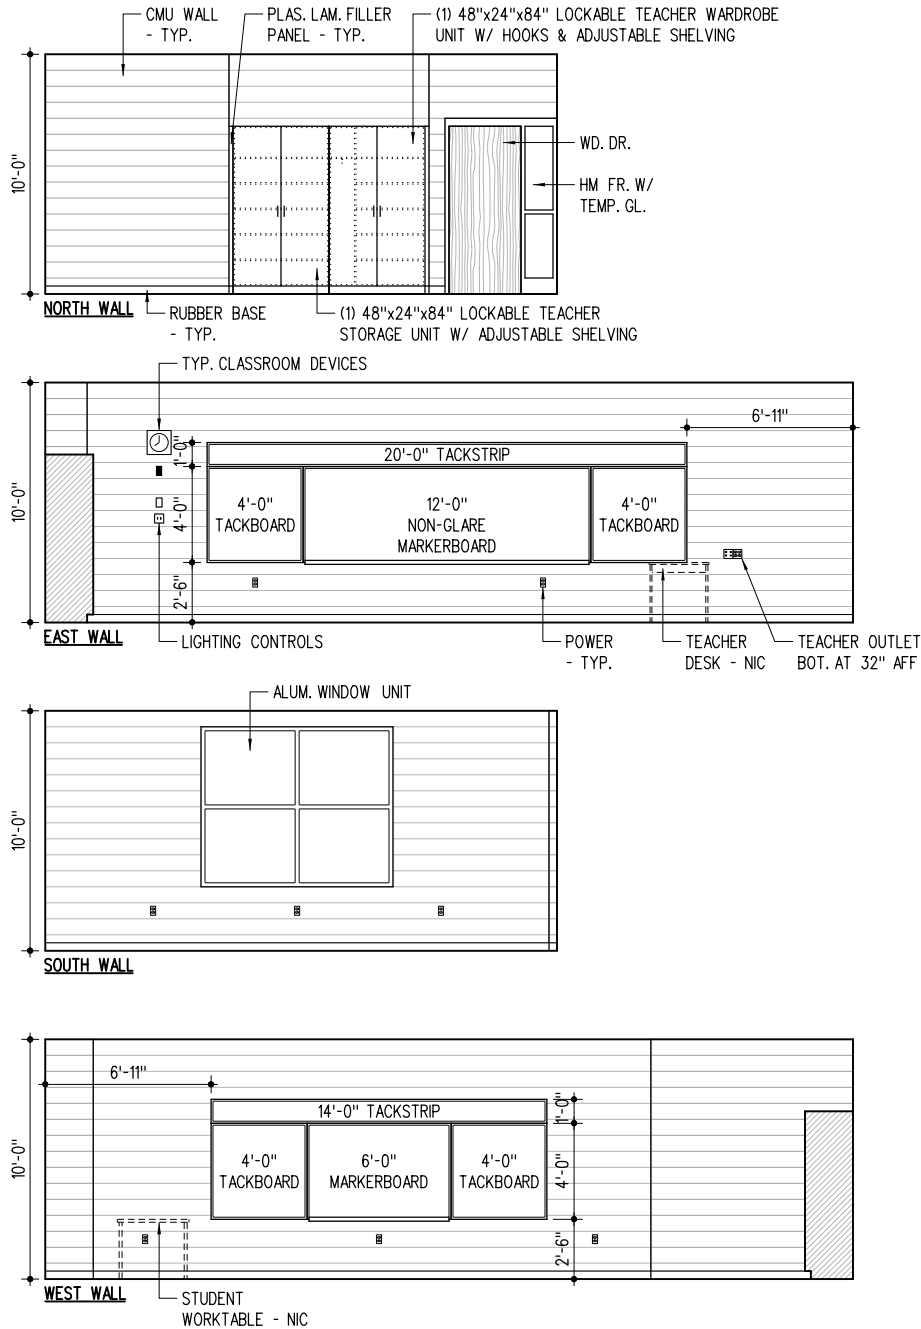 CMU WALL
- TYP.
PLAS. LAM. FILLER
PANEL - TYP.
(1) 48"x24"x84" LOCKABLE TEACHER WARDROBE
UNIT W/ HOOKS & ADJUSTABLE SHELVING
10'-0"
WD. DR.
HM FR. W/
TEMP. GL.
NORTH WALL
RUBBER BASE
- TYP.
(1) 48"x24"x84" LOCKABLE TEACHER
STORAGE UNIT W/ ADJUSTABLE SHELVING
TYP. CLASSROOM DEVICES
6'-11"
10'-0"
1'-0"
20'-0" TACKSTRIP
4'-0"
4'-0"
TACKBOARD
12'-0"
NON-GLARE
MARKERBOARD
4'-0"
TACKBOARD
2'-6"
EAST WALL
LIGHTING CONTROLS
POWER
- TYP.
TEACHER
DESK - NIC
TEACHER OUTLET
BOT. AT 32" AFF
ALUM. WINDOW UNIT
10'-0"
SOUTH WALL
6'-11"
10'-0"
14'-0" TACKSTRIP
1'-0"
4'-0"
TACKBOARD
6'-0"
MARKERBOARD
4'-0"
TACKBOARD
4'-0"
2'-6"
WEST WALL
STUDENT
WORKTABLE - NIC